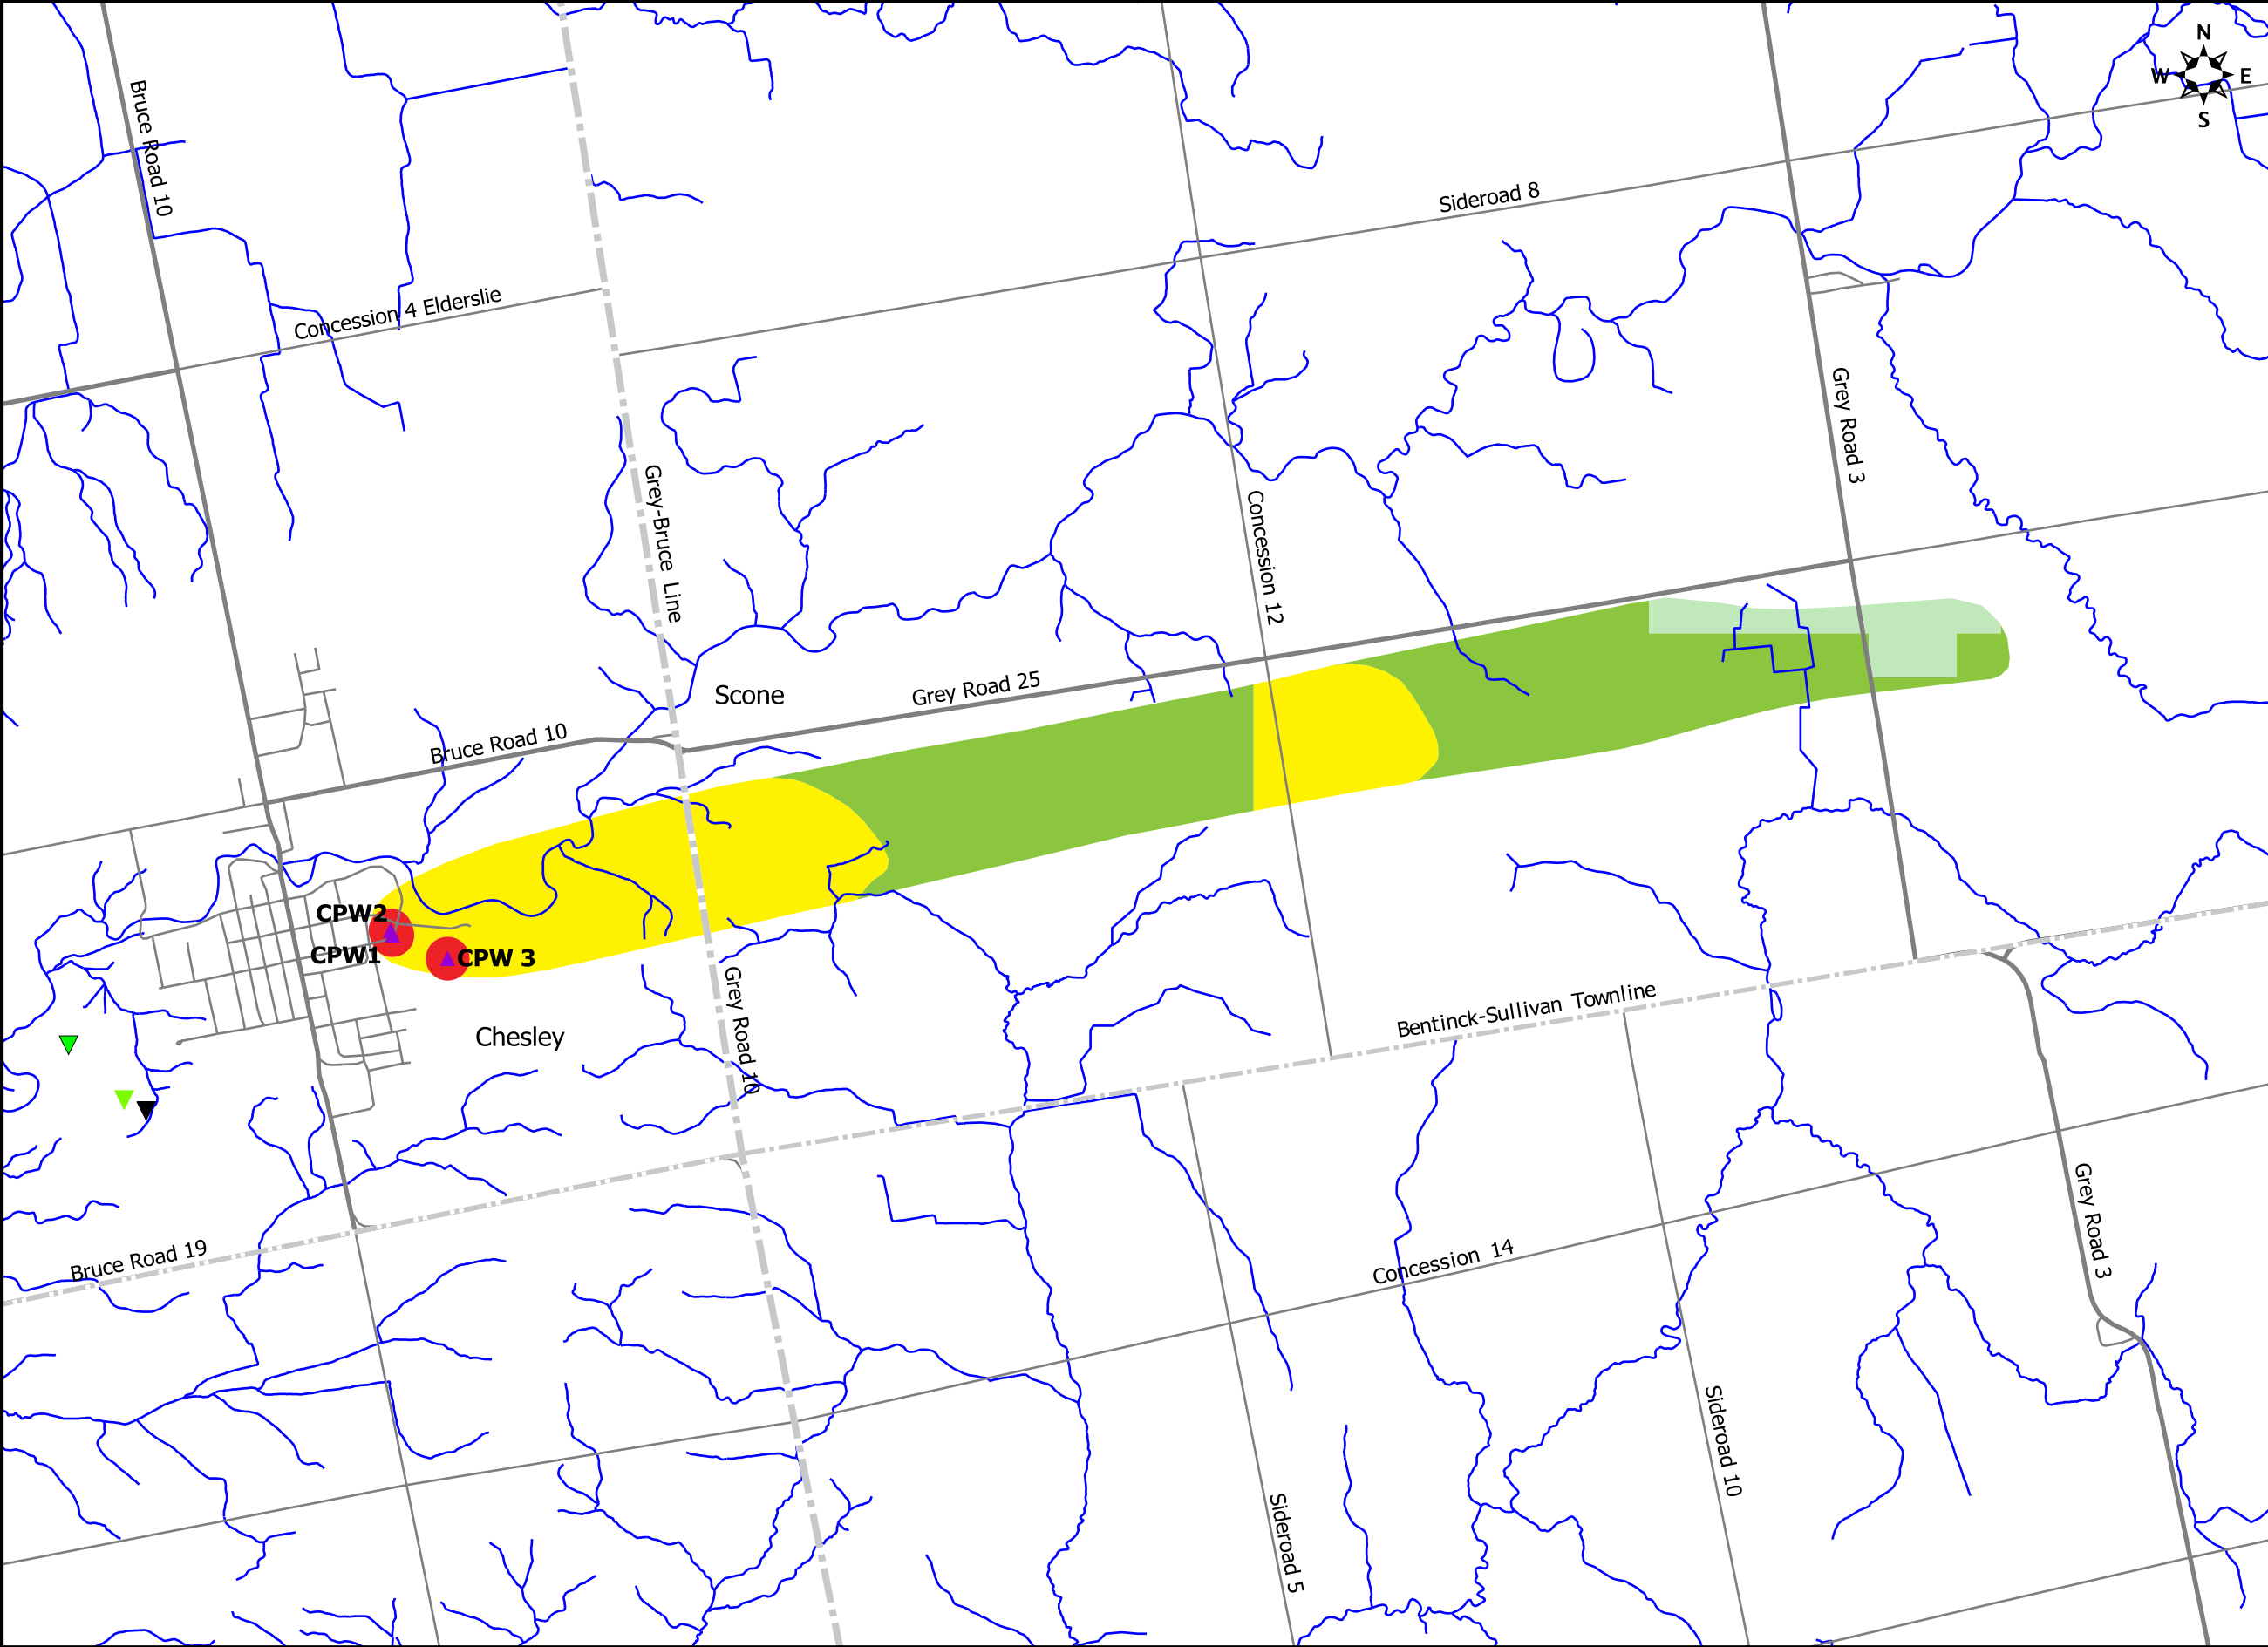 N
W E
S
Bruce Road 10
Sideroad 8
Concession 4 Elderslie
Grey Road 3
Grey-Bruce Line
Concession 12
Scone
Grey Road 25
Bruce Road 10
CPW2
CPW1
CPW 3
Chesley
Grey Road 10
Bentinck-Sullivan Townline
Grey Road 3
Bruce Road 19
Concession 14
Sideroad 10
Sideroad 5